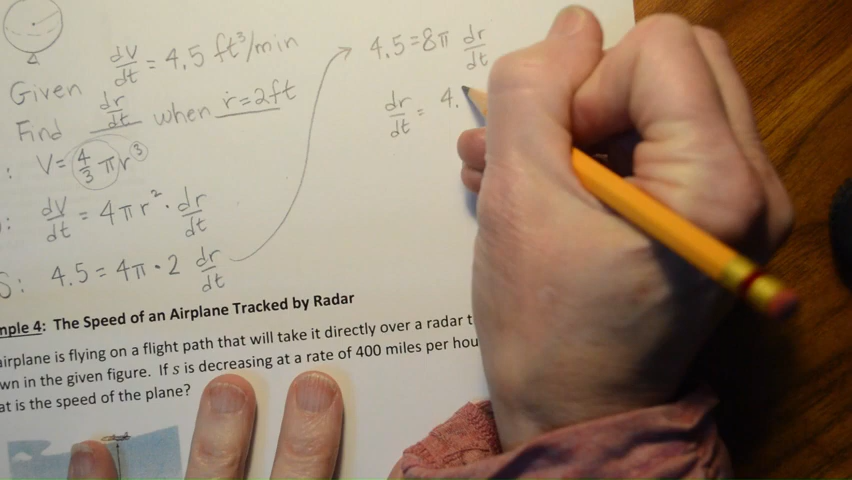 Given dV/dt = 4.5 ft³/min
Find dr/dt when r = 2ft
: V = 4/3 πr³
: dV/dt = 4πr² · dr/dt
S: 4.5 = 4π · 2 dr/dt
4.5 = 8π dr/dt
dr/dt = 4.
mple 4: The Speed of an Airplane Tracked by Radar
airplane is flying on a flight path that will take it directly over a radar t
wn in the given figure. If s is decreasing at a rate of 400 miles per hou
at is the speed of the plane?